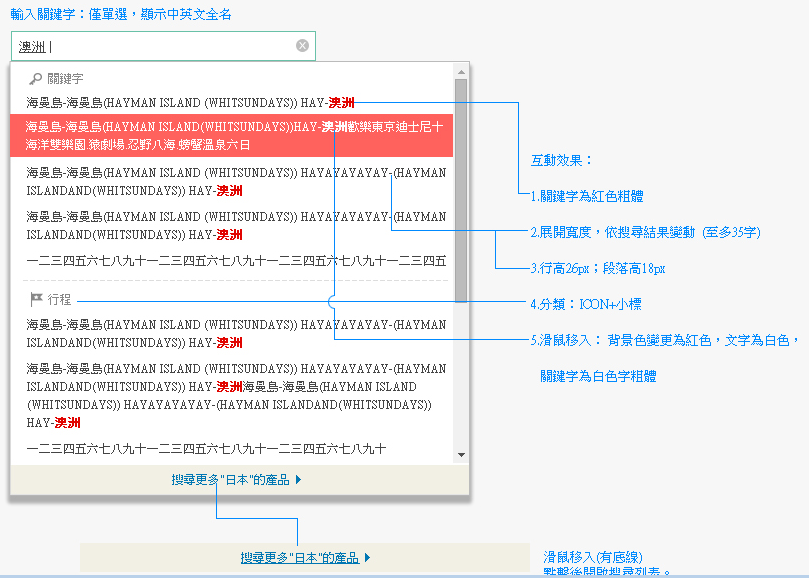 輸入關鍵字：僅單選，顯示中英文全名
澳洲
關鍵字
海曼島-海曼島(HAYMAN ISLAND (WHITSUNDAYS)) HAY-澳洲
海曼島-海曼島(HAYMAN ISLAND(WHITSUNDAYS))HAY-澳洲歡樂東京迪士尼十
海洋雙樂園.猿劇場.忍野八海.螃蟹溫泉六日
海曼島-海曼島(HAYMAN ISLAND (WHITSUNDAYS)) HAYAYAYAYAY-(HAYMAN
ISLANDAND(WHITSUNDAYS)) HAY-澳洲
海曼島-海曼島(HAYMAN ISLAND (WHITSUNDAYS)) HAYAYAYAYAY-(HAYMAN
ISLANDAND(WHITSUNDAYS)) HAY-澳洲
一二三四五六七八九十一二三四五六七八九十一二三四五六七八九十一二三四五
行程
海曼島-海曼島(HAYMAN ISLAND (WHITSUNDAYS)) HAYAYAYAYAY-(HAYMAN
ISLANDAND(WHITSUNDAYS)) HAY-澳洲
海曼島-海曼島(HAYMAN ISLAND (WHITSUNDAYS)) HAYAYAYAYAY-(HAYMAN
ISLANDAND(WHITSUNDAYS)) HAY-澳洲海曼島-海曼島(HAYMAN ISLAND
(WHITSUNDAYS)) HAYAYAYAYAY-(HAYMAN ISLANDAND(WHITSUNDAYS))
HAY-澳洲
一二三四五六七八九十一二三四五六七八九十一二三四五六七八九十
搜尋更多"日本"的產品
互動效果：
1.關鍵字為紅色粗體
2.展開寬度，依搜尋結果變動 (至多35字)
3.行高26px；段落高18px
4.分類：ICON+小標
5.滑鼠移入： 背景色變更為紅色，文字為白色，
關鍵字為白色字粗體
搜尋更多"日本"的產品
滑鼠移入(有底線)
點擊後開啟搜尋列表。